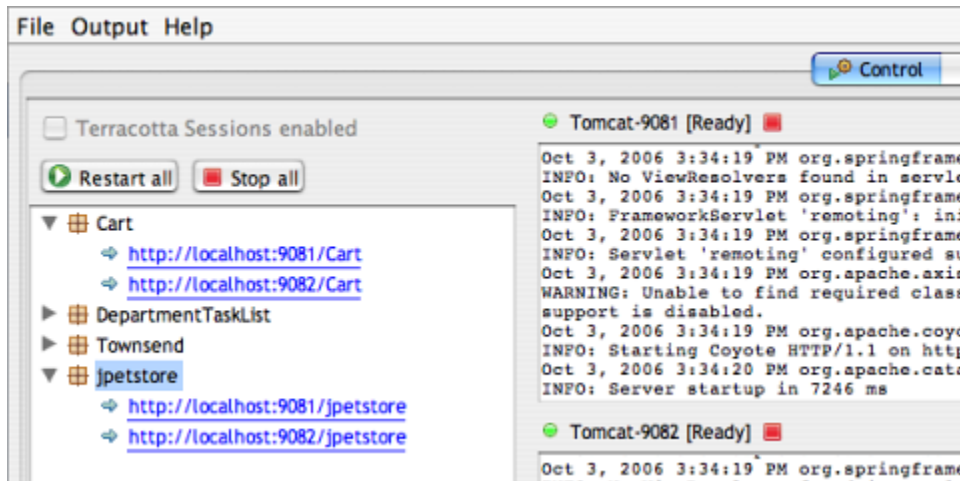 File Output Help
Control
Terracotta Sessions enabled
Restart all Stop all
Cart
http://localhost:9081/Cart
http://localhost:9082/Cart
DepartmentTaskList
Townsend
jpetstore
http://localhost:9081/jpetstore
http://localhost:9082/jpetstore
Tomcat-9081 [Ready]
Oct 3, 2006 3:34:19 PM org.springframe
INFO: No ViewResolvers found in servle
Oct 3, 2006 3:34:19 PM org.springframe
INFO: FrameworkServlet 'remoting': ini
Oct 3, 2006 3:34:19 PM org.springframe
INFO: Servlet 'remoting' configured su
Oct 3, 2006 3:34:19 PM org.apache.axis
WARNING: Unable to find required class
support is disabled.
Oct 3, 2006 3:34:19 PM org.apache.coyo
INFO: Starting Coyote HTTP/1.1 on http
Oct 3, 2006 3:34:20 PM org.apache.cata
INFO: Server startup in 7246 ms
Tomcat-9082 [Ready]
Oct 3, 2006 3:34:19 PM org.springframe